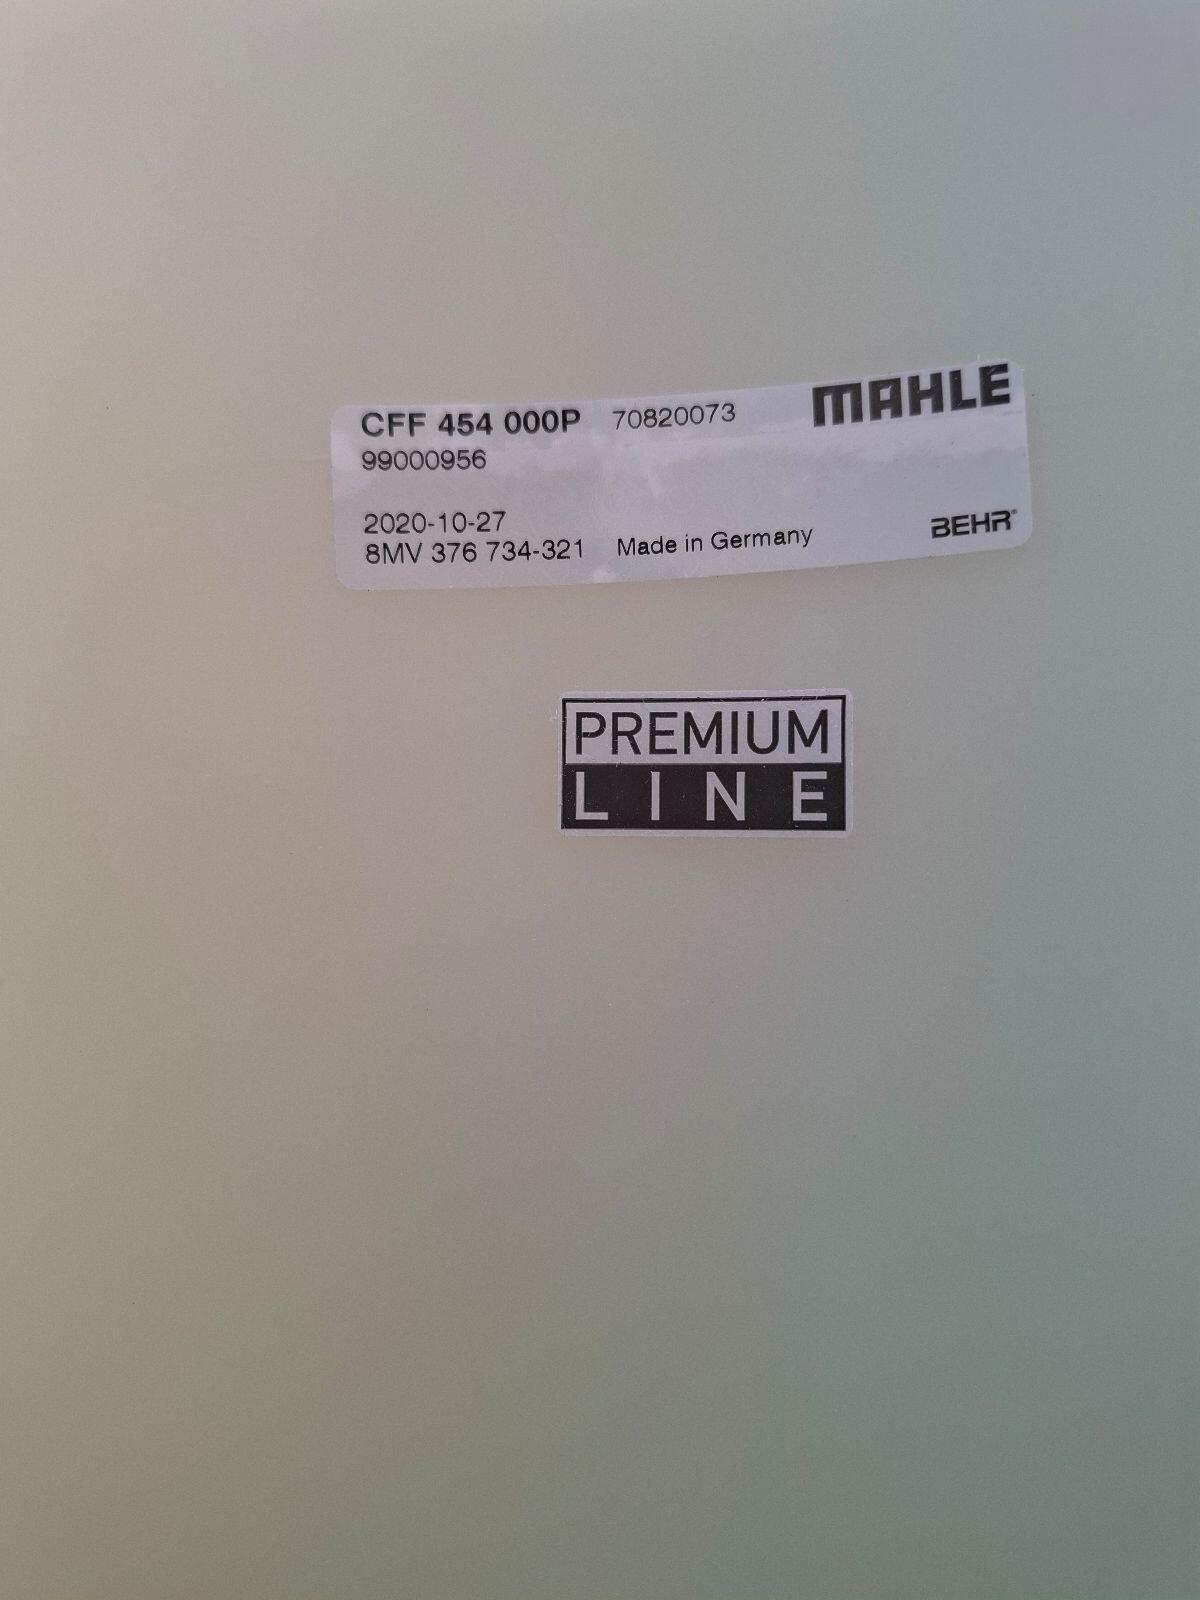 CFF 454 000P 70820073 MAHLE
99000956
2020-10-27
8MV 376 734-321 Made in Germany BEHR®
PREMIUM
LINE